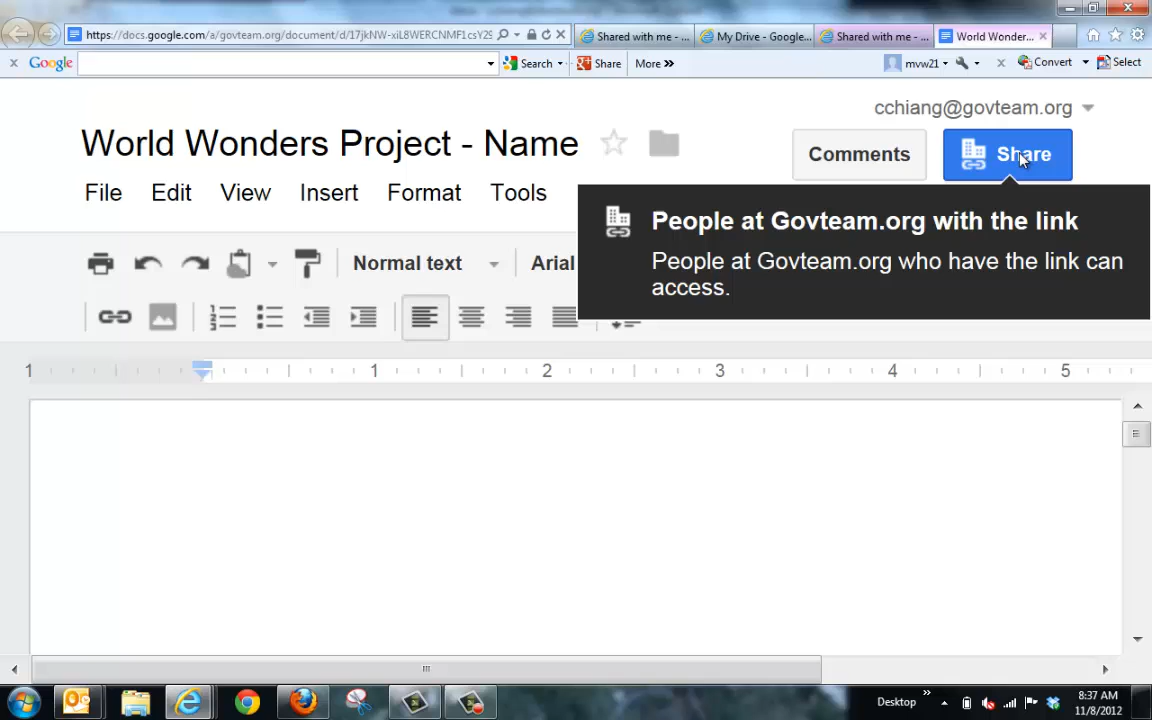 https://docs.google.com/a/govteam.org/document/d/17jkNW-xiL8WERCNMF1csY2S
Shared with me - ...
My Drive - Google...
Shared with me - ...
World Wonder...
x Google
Search
Share
More »
mvw21
x
Convert
Select
cchiang@govteam.org
World Wonders Project - Name
Comments
Share
File Edit View Insert Format Tools
People at Govteam.org with the link
People at Govteam.org who have the link can
access.
Normal text
Arial
1 1 2 3 4 5
Desktop
»
8:37 AM
11/8/2012